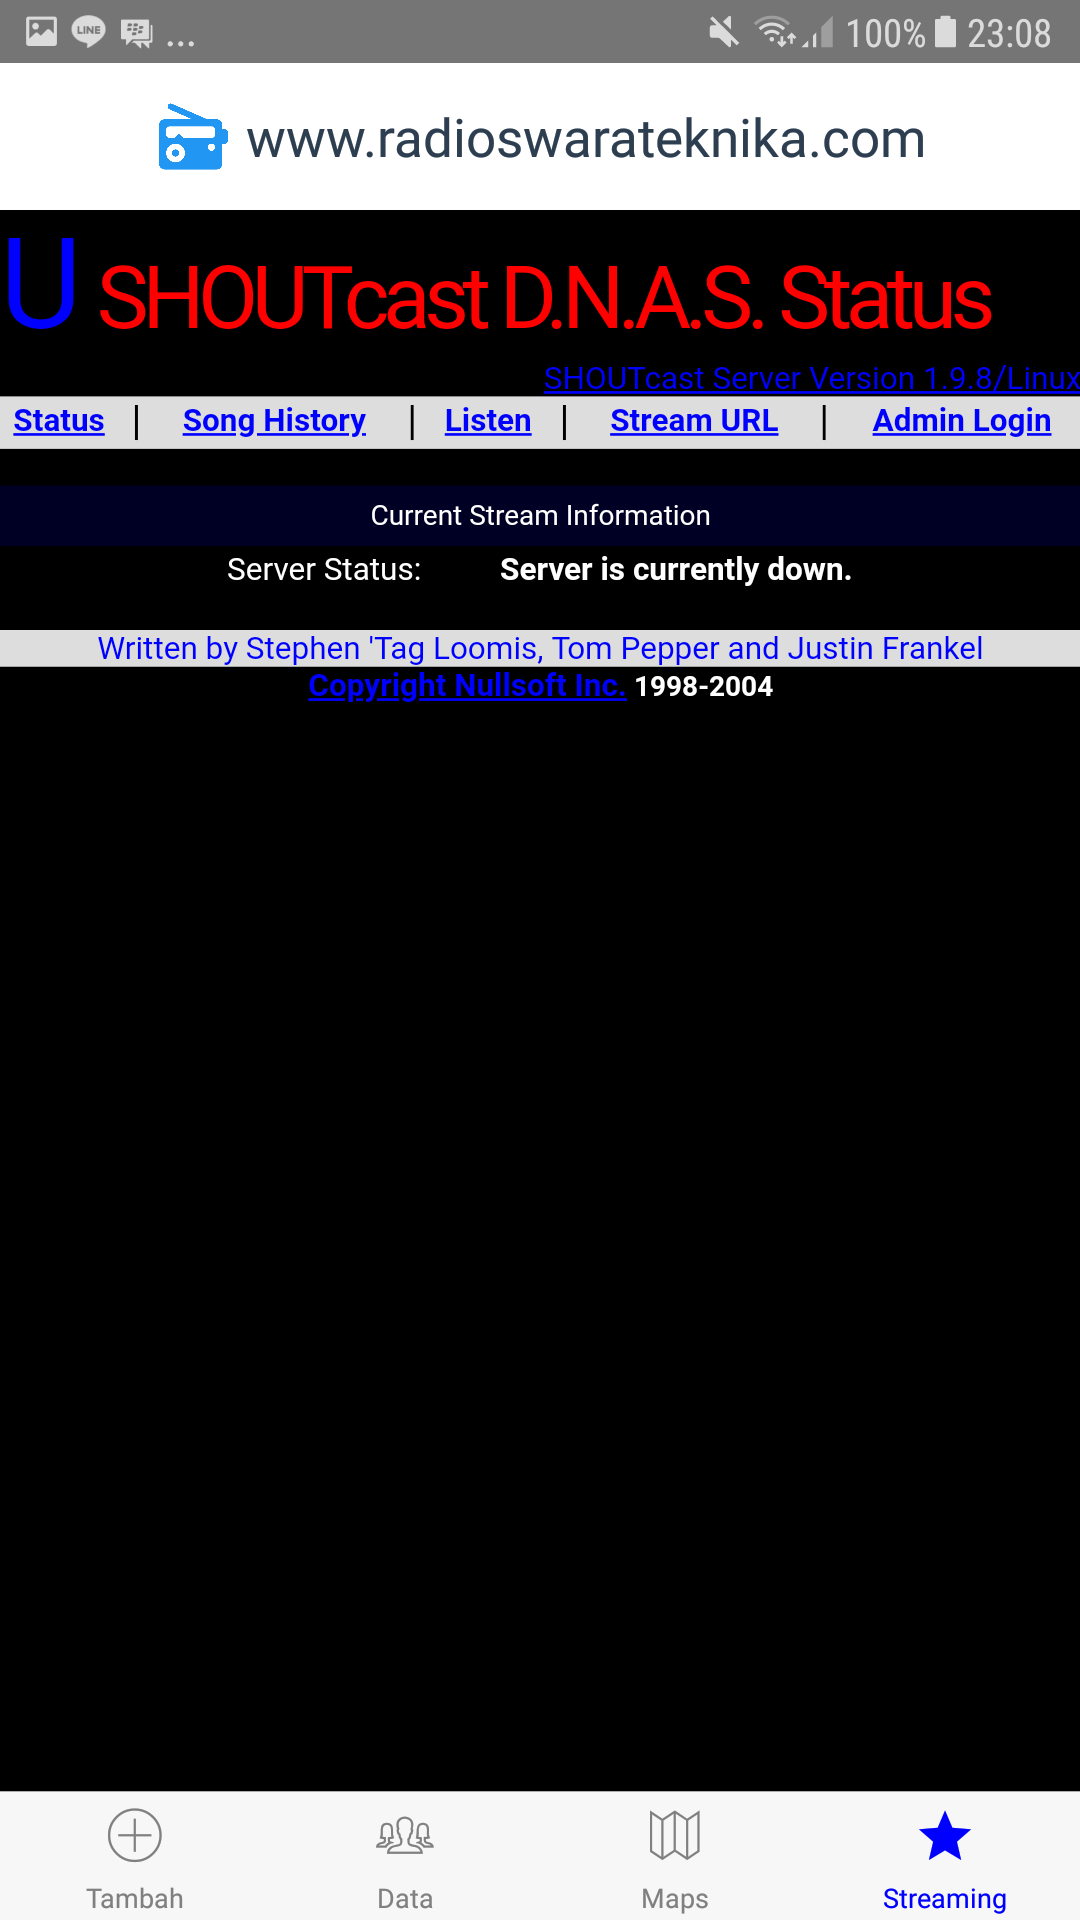 LINE
... 100% 23:08
www.radioswarateknika.com
U SHOUTcast D.N.A.S. Status
SHOUTcast Server Version 1.9.8/Linux
Status | Song History | Listen | Stream URL | Admin Login
Current Stream Information
Server Status: Server is currently down.
Written by Stephen 'Tag Loomis, Tom Pepper and Justin Frankel
Copyright Nullsoft Inc. 1998-2004
Tambah Data Maps Streaming